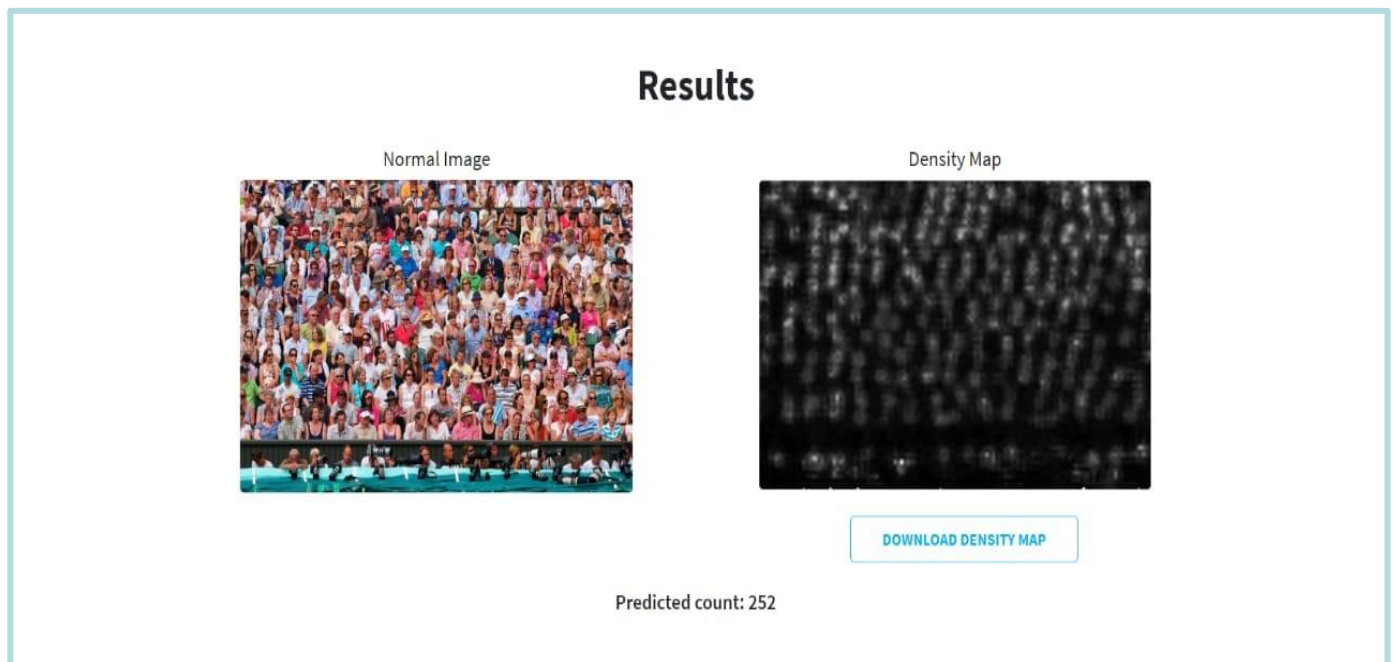 Results
Normal Image
Density Map
DOWNLOAD DENSITY MAP
Predicted count: 252